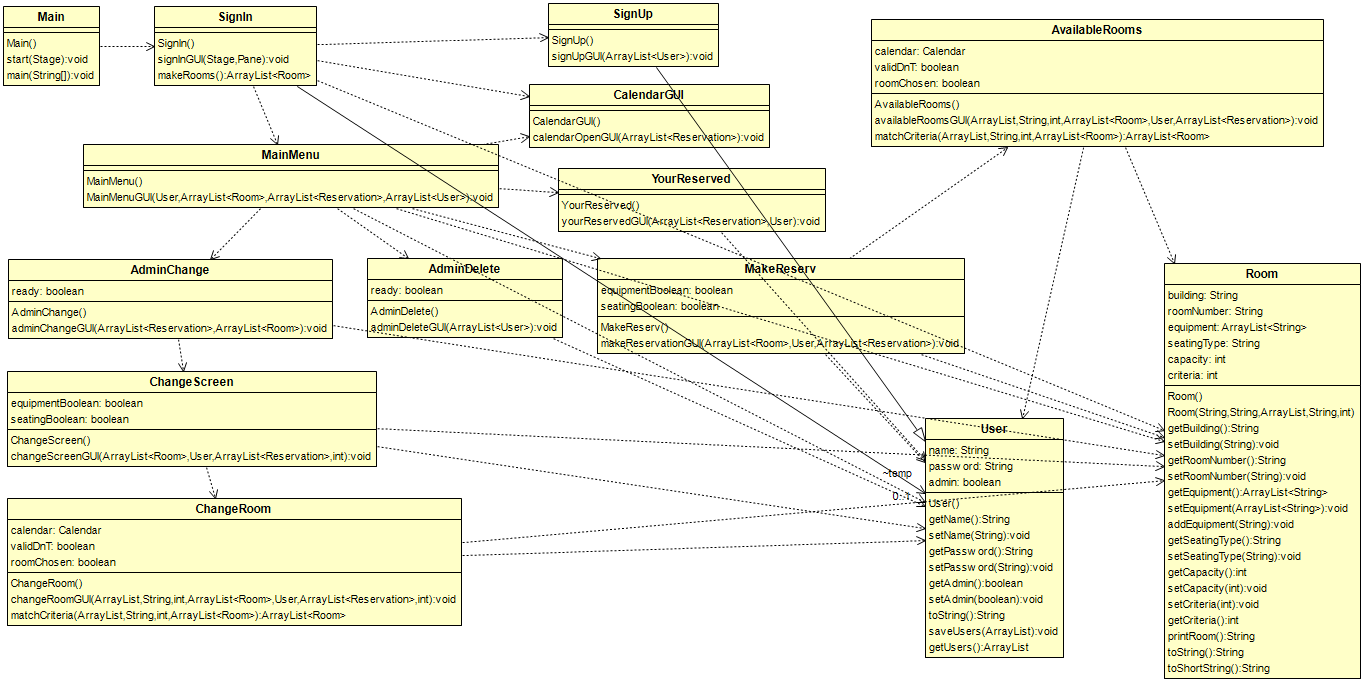 Main
Main()
start(Stage):void
main(String[]):void
SignIn
SignIn()
signInGUI(Stage,Pane):void
makeRooms():ArrayList<Room>
SignUp
SignUp()
signUpGUI(ArrayList<User>):void
AvailableRooms
calendar: Calendar
validDnT: boolean
roomChosen: boolean
AvailableRooms()
availableRoomsGUI(ArrayList,String,int,ArrayList<Room>,User,ArrayList<Reservation>):void
matchCriteria(ArrayList,String,int,ArrayList<Room>):ArrayList<Room>
CalendarGUI
CalendarGUI()
calendarOpenGUI(ArrayList<Reservation>):void
MainMenu
MainMenu()
MainMenuGUI(User,ArrayList<Room>,ArrayList<Reservation>,ArrayList<User>):void
YourReserved
YourReserved()
yourReservedGUI(ArrayList<Reservation>,User):void
AdminChange
ready: boolean
AdminChange()
adminChangeGUI(ArrayList<Reservation>,ArrayList<Room>):void
AdminDelete
ready: boolean
AdminDelete()
adminDeleteGUI(ArrayList<User>):void
MakeReserv
equipmentBoolean: boolean
seatingBoolean: boolean
MakeReserv()
makeReservationGUI(ArrayList<Room>,User,ArrayList<Reservation>):void
Room
building: String
roomNumber: String
equipment: ArrayList<String>
seatingType: String
capacity: int
criteria: int
Room()
Room(String,String,ArrayList,String,int)
getBuilding():String
setBuilding(String):void
getRoomNumber():String
setRoomNumber(String):void
getEquipment():ArrayList<String>
setEquipment(ArrayList<String>):void
addEquipment(String):void
getSeatingType():String
setSeatingType(String):void
getCapacity():int
setCapacity(int):void
setCriteria(int):void
getCriteria():int
printRoom():String
toString():String
toShortString():String
ChangeScreen
equipmentBoolean: boolean
seatingBoolean: boolean
ChangeScreen()
changeScreenGUI(ArrayList<Room>,User,ArrayList<Reservation>,int):void
User
name: String
password: String
admin: boolean
User()
getName():String
setName(String):void
getPassword():String
setPassword(String):void
getAdmin():boolean
setAdmin(boolean):void
toString():String
saveUsers(ArrayList):void
getUsers():ArrayList
~temp
0..1
ChangeRoom
calendar: Calendar
validDnT: boolean
roomChosen: boolean
ChangeRoom()
changeRoomGUI(ArrayList,String,int,ArrayList<Room>,User,ArrayList<Reservation>,int):void
matchCriteria(ArrayList,String,int,ArrayList<Room>):ArrayList<Room>